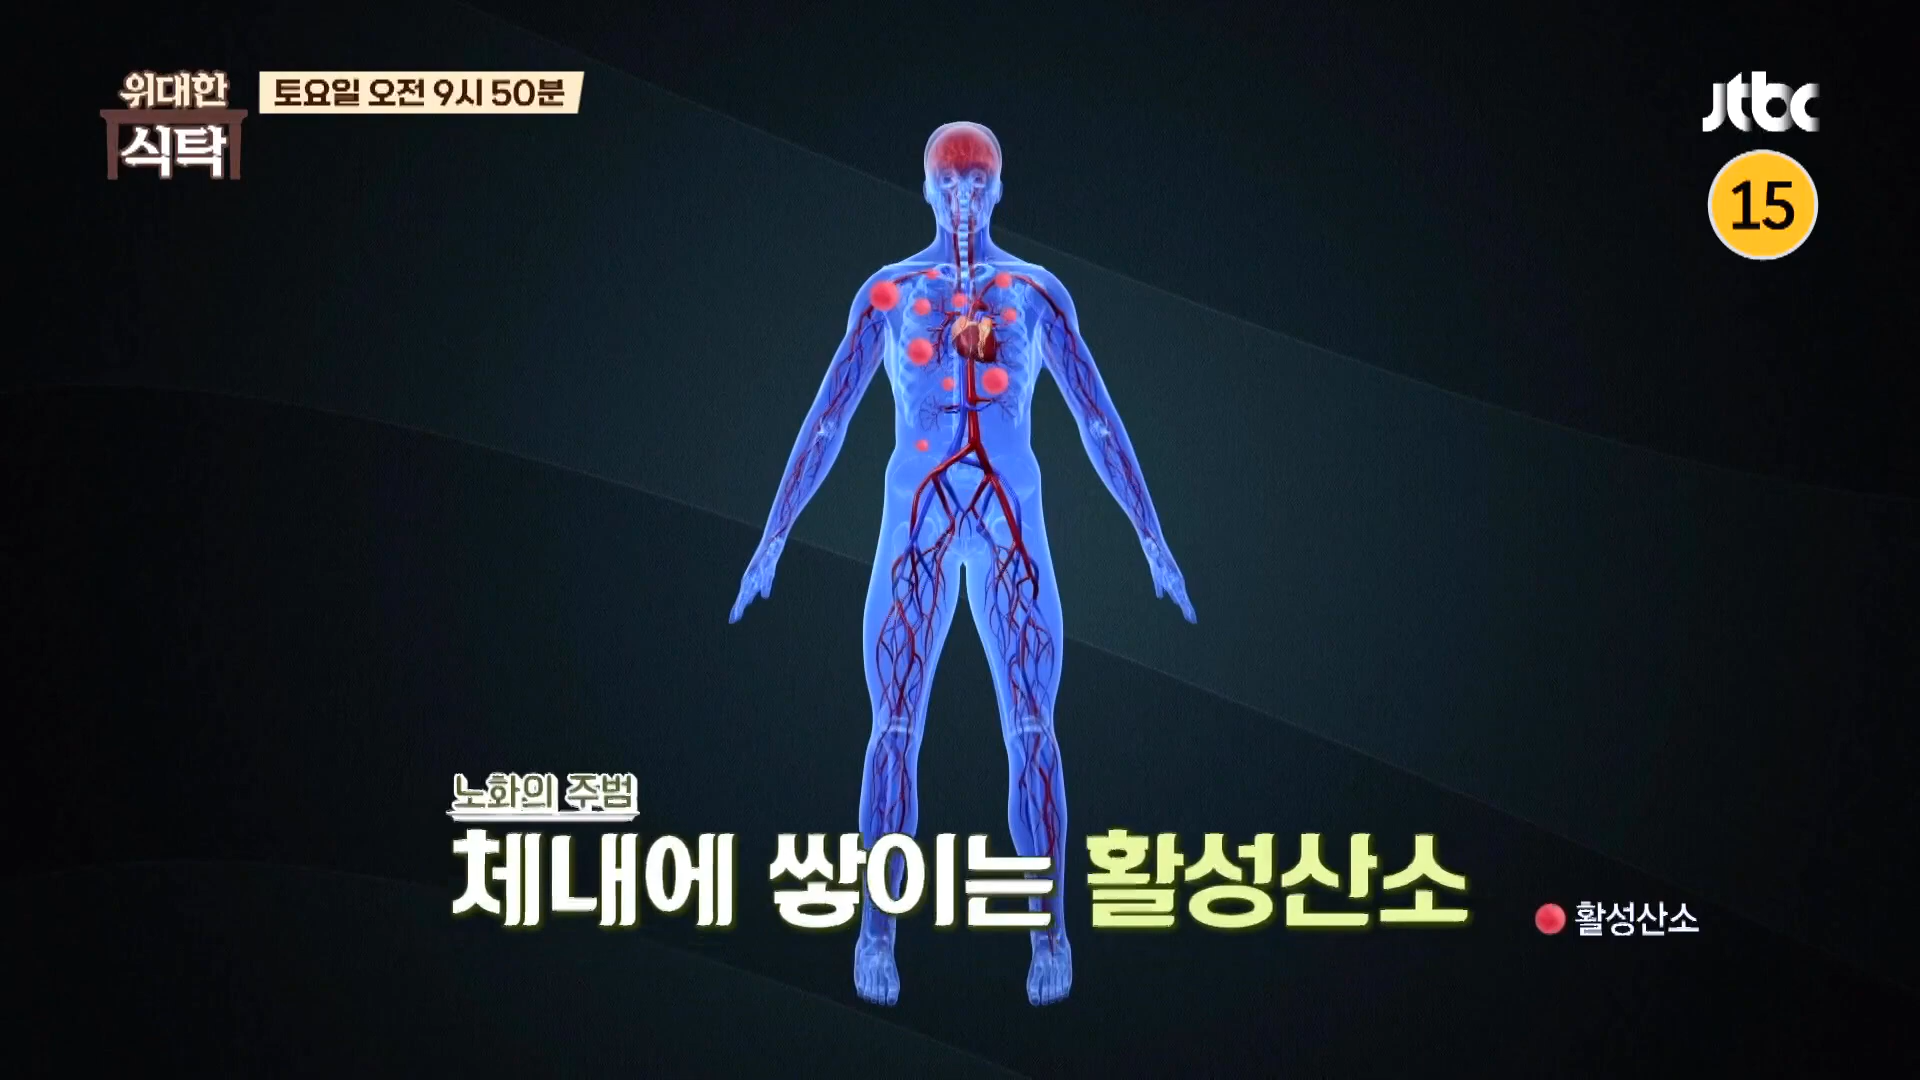 위대한
식탁
토요일 오전 9시 50분
jtbc
15
노화의 주범
체내에 쌓이는 활성산소
활성산소